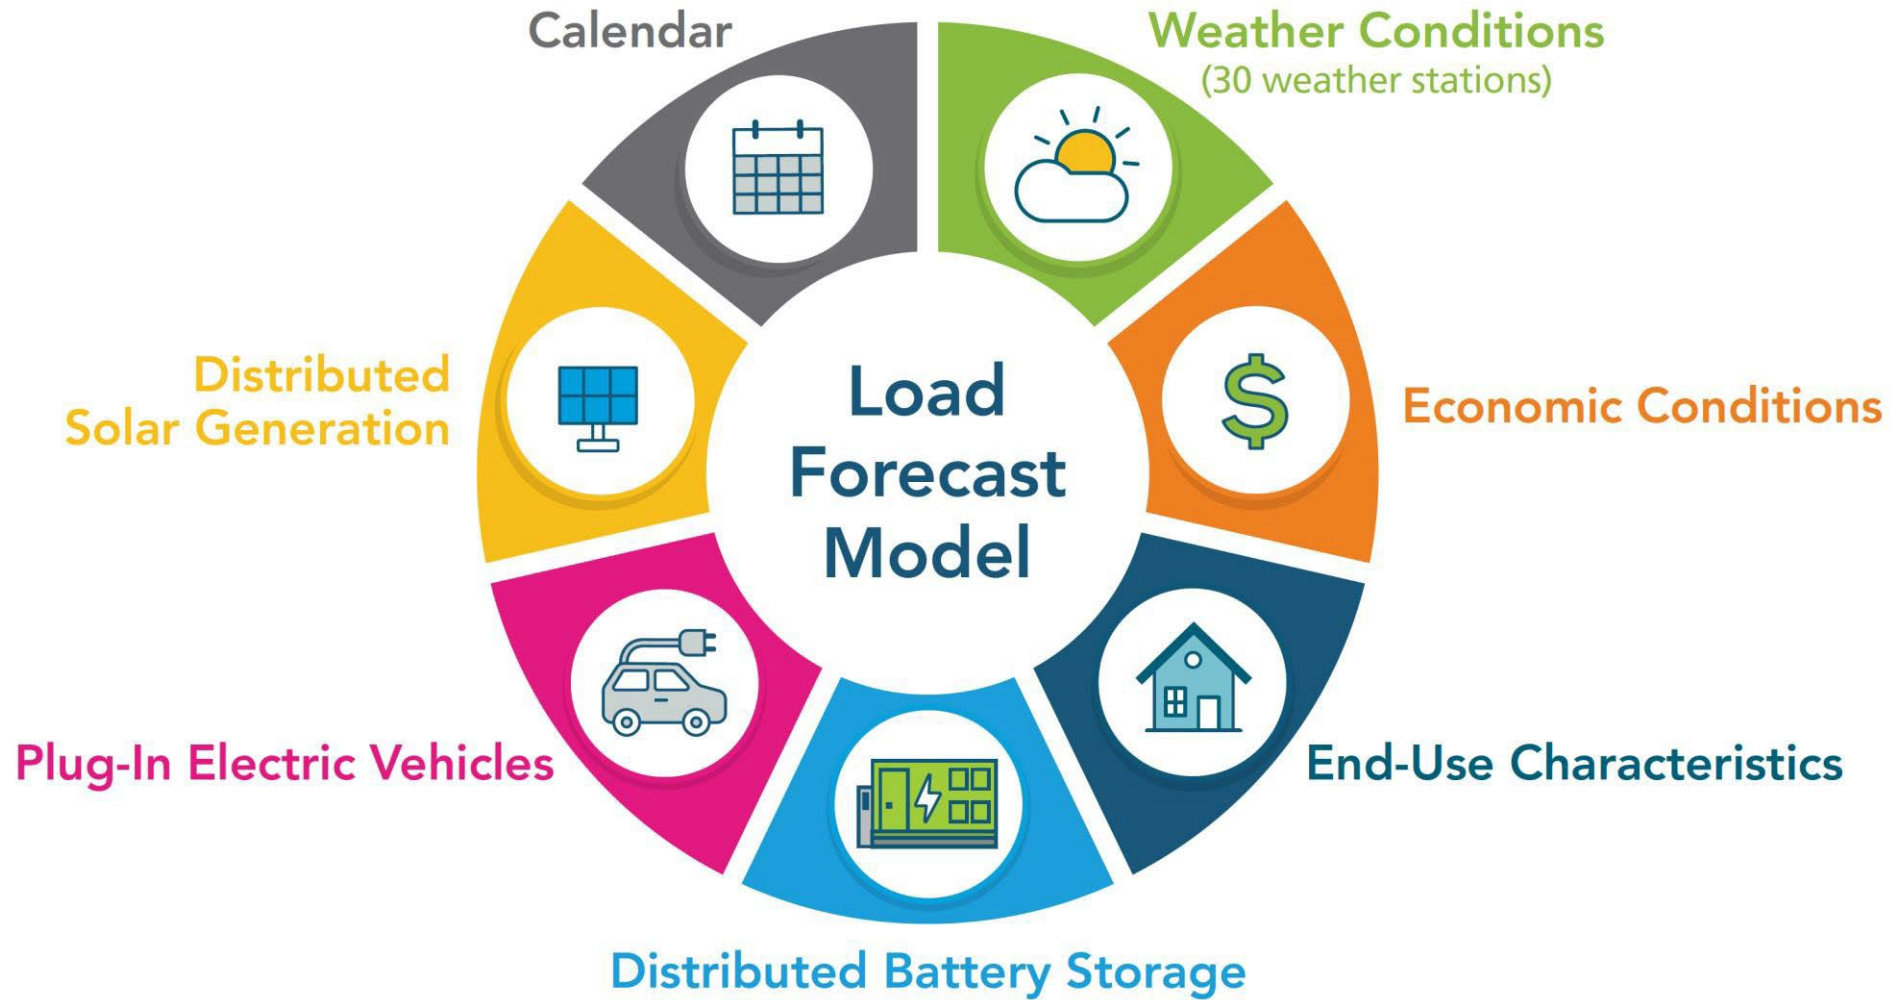 Calendar
Weather Conditions
(30 weather stations)
Economic Conditions
End-Use Characteristics
Distributed Battery Storage
Plug-In Electric Vehicles
Distributed
Solar Generation
Load
Forecast
Model